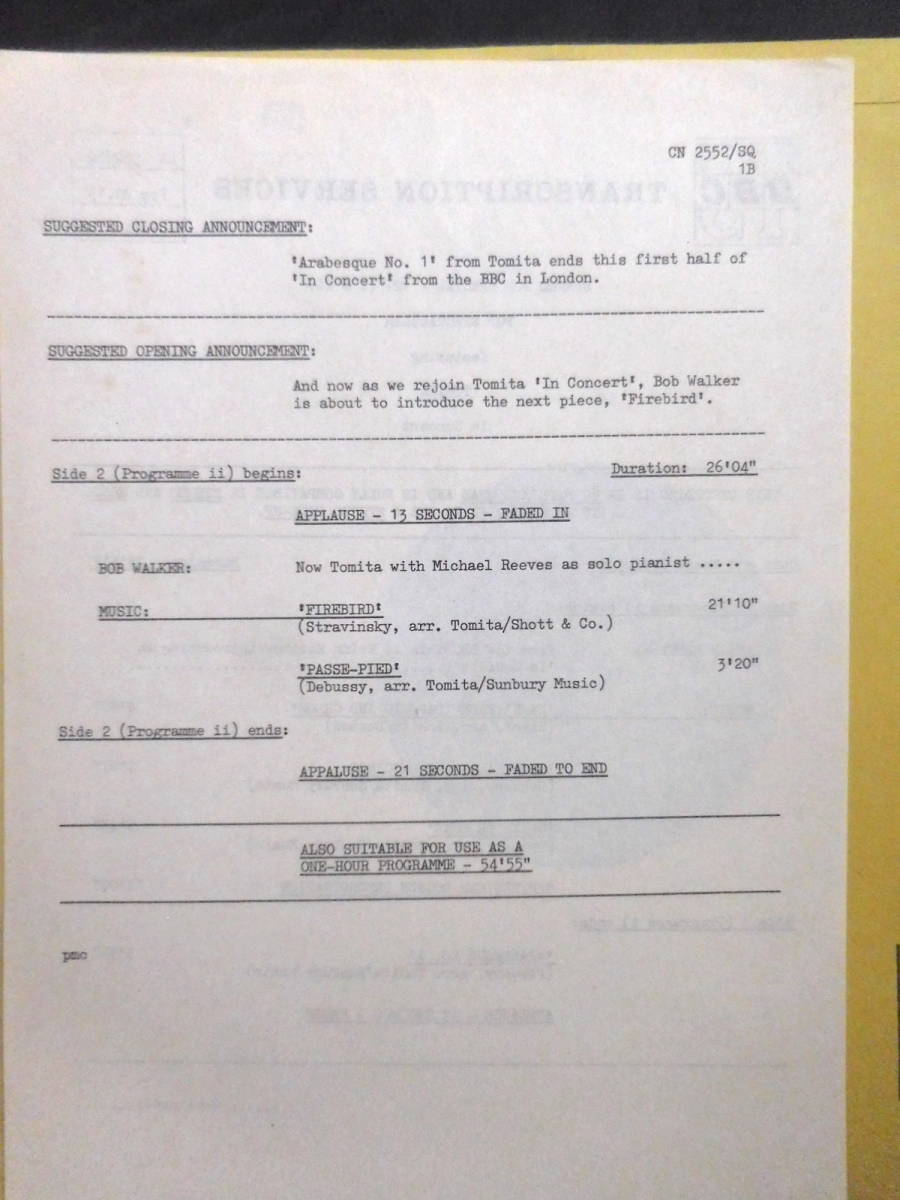 CN 2552/SQ
1B
TRANSCRIPTION SERVICES
SUGGESTED CLOSING ANNOUNCEMENT:
'Arabesque No. 1' from Tomita ends this first half of
'In Concert' from the BBC in London.
SUGGESTED OPENING ANNOUNCEMENT:
And now as we rejoin Tomita 'In Concert', Bob Walker
is about to introduce the next piece, 'Firebird'.
Side 2 (Programme ii) begins: Duration: 26'04"
APPLAUSE - 13 SECONDS - FADED IN
BOB WALKER: Now Tomita with Michael Reeves as solo pianist .....
MUSIC: 'FIREBIRD' 21'10"
(Stravinsky, arr. Tomita/Shott & Co.)
'PASSE-PIED' 3'20"
(Debussy, arr. Tomita/Sunbury Music)
Side 2 (Programme ii) ends:
APPALUSE - 21 SECONDS - FADED TO END
ALSO SUITABLE FOR USE AS A
ONE-HOUR PROGRAMME - 54'55"
pmc